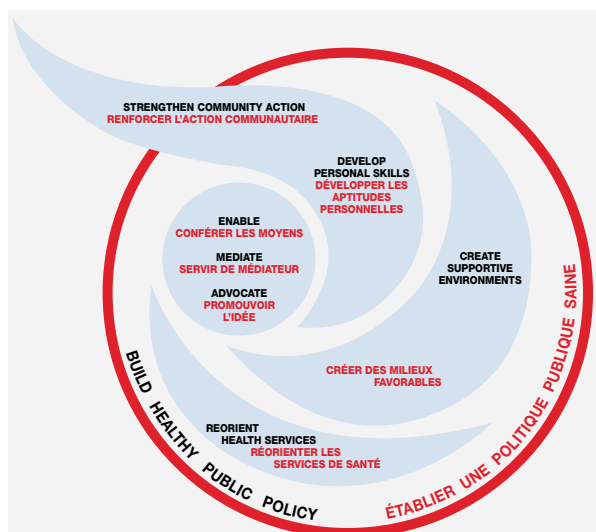 STRENGTHEN COMMUNITY ACTION
RENFORCER L'ACTION COMMUNAUTAIRE
DEVELOP
PERSONAL SKILLS
DÉVELOPPER LES
APTITUDES
PERSONNELLES
ENABLE
CONFÉRER LES MOYENS
MEDIATE
SERVIR DE MÉDIATEUR
ADVOCATE
PROMOUVOIR
L'IDÉE
CREATE
SUPPORTIVE
ENVIRONMENTS
CRÉER DES MILIEUX
FAVORABLES
REORIENT
HEALTH SERVICES
RÉORIENTER LES
SERVICES DE SANTÉ
BUILD HEALTHY PUBLIC POLICY
ÉTABLIER UNE POLITIQUE PUBLIQUE SAINE